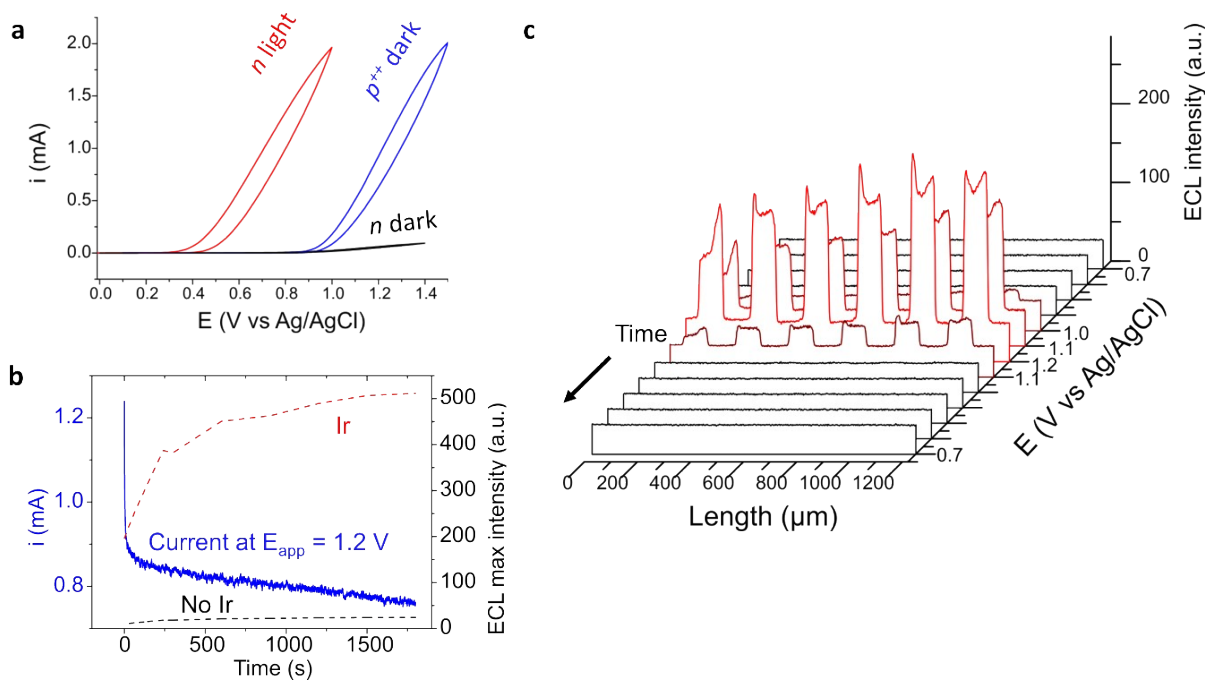 a
2.0
1.5
1.0
0.5
0.0
i (mA)
n light
p++ dark
n dark
0.0 0.2 0.4 0.6 0.8 1.0 1.2 1.4
E (V vs Ag/AgCl)
b
1.2
1.0
0.8
i (mA)
Ir
Current at Eapp = 1.2 V
No Ir
500
400
300
200
100
0
ECL max intensity (a.u.)
0 500 1000 1500
Time (s)
c
200
100
0
ECL intensity (a.u.)
Time
0.7
1.0
1.1
1.2
1.1
0.7
E (V vs Ag/AgCl)
0 200 400 600 800 1000 1200
Length (µm)